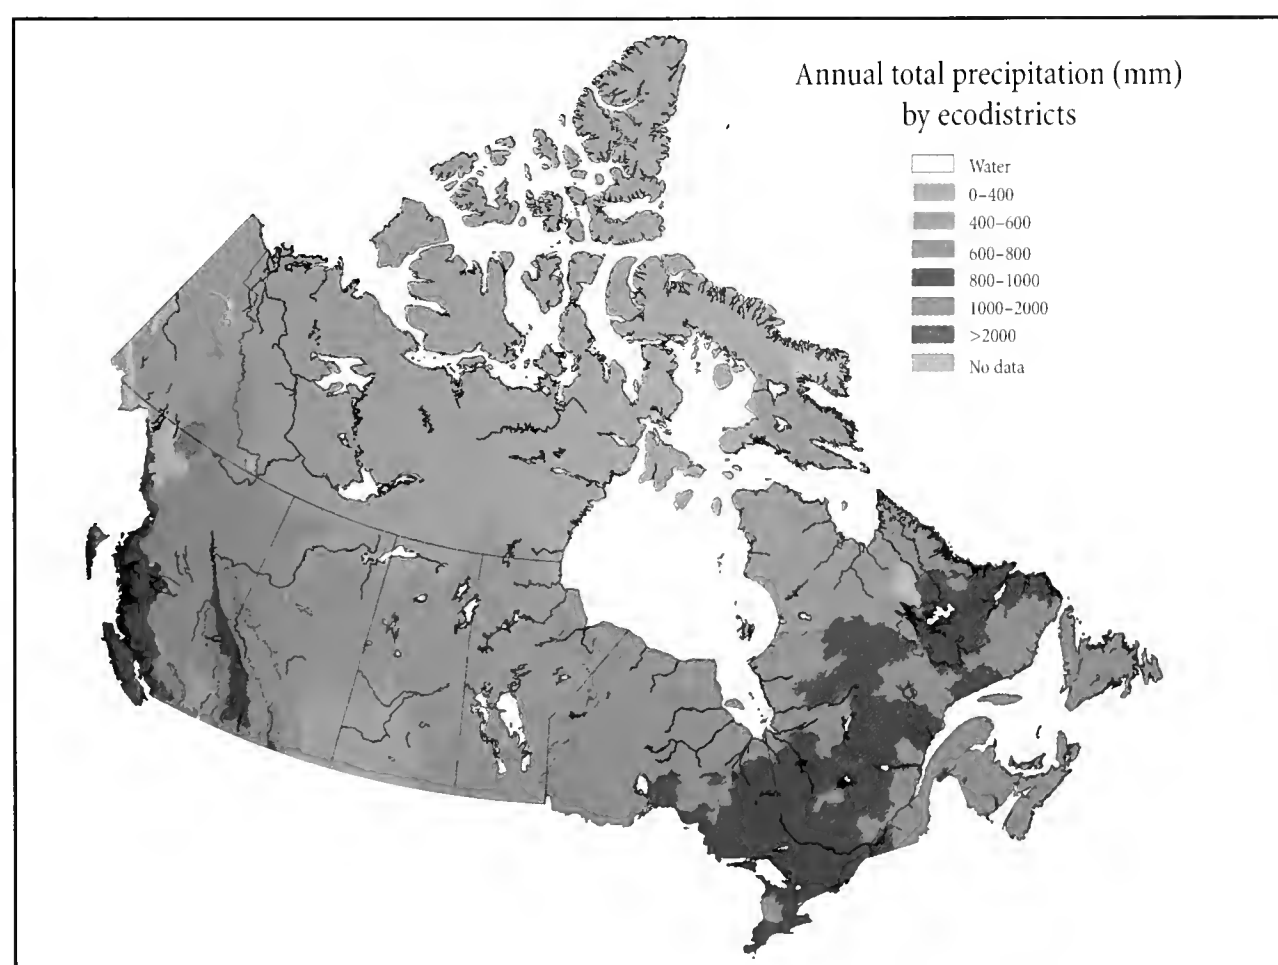 Annual total precipitation (mm)
by ecodistricts
Water
0–400
400–600
600–800
800–1000
1000–2000
>2000
No data